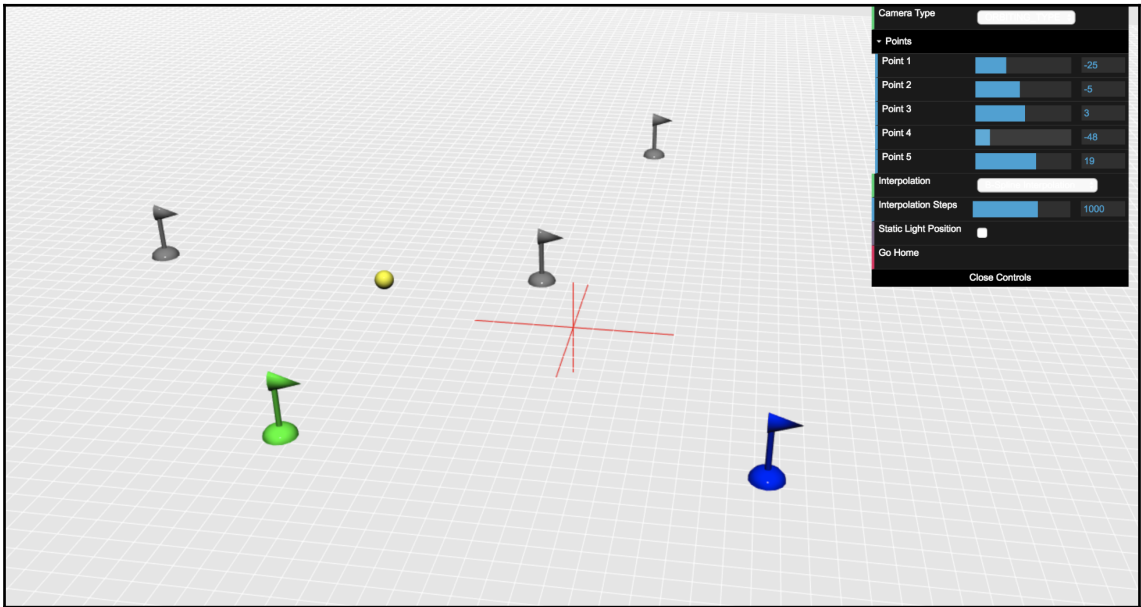 Camera Type
Points
Point 1 -25
Point 2 -5
Point 3 3
Point 4 -48
Point 5 19
Interpolation
Interpolation Steps 1000
Static Light Position
Go Home
Close Controls